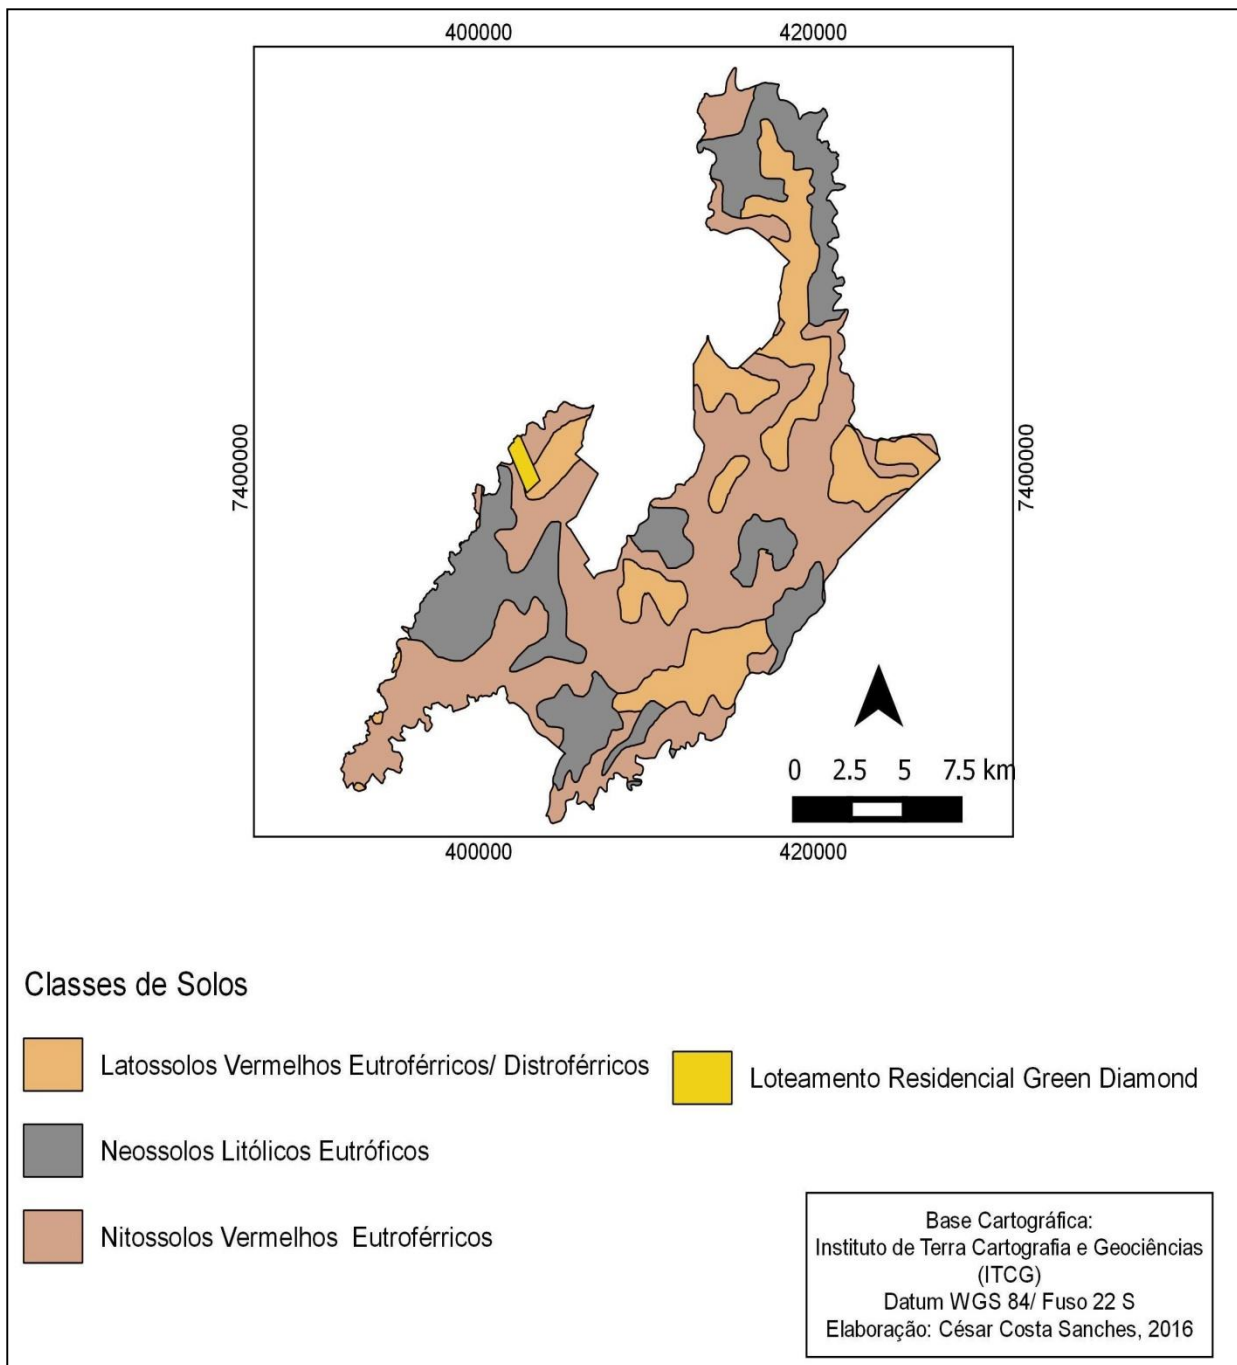 400000
420000
7400000
7400000
0 2.5 5 7.5 km
400000
420000
Classes de Solos
Latossolos Vermelhos Eutroférricos/ Distroférricos
Loteamento Residencial Green Diamond
Neossolos Litólicos Eutróficos
Nitossolos Vermelhos Eutroférricos
Base Cartográfica:
Instituto de Terra Cartografia e Geociências
(ITCG)
Datum WGS 84/ Fuso 22 S
Elaboração: César Costa Sanches, 2016